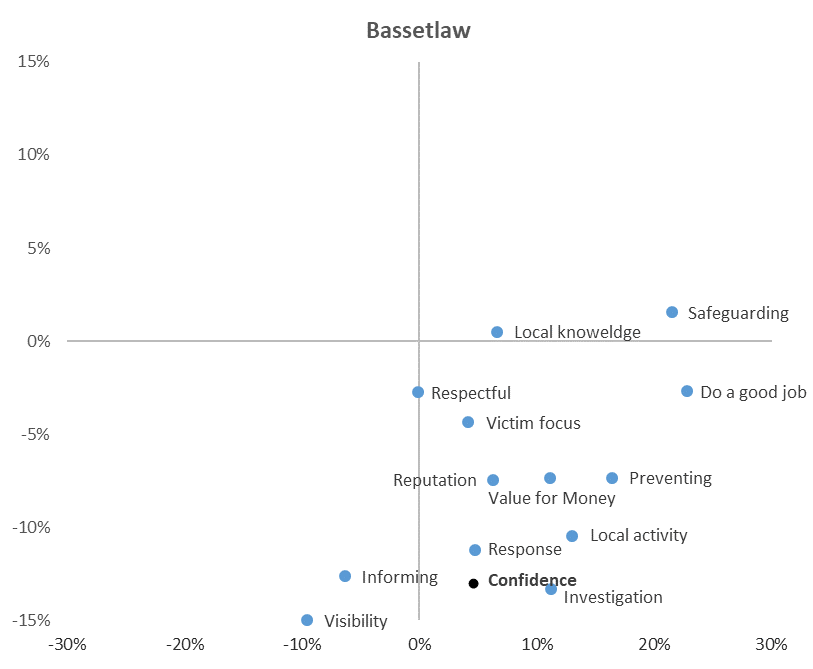 Bassetlaw
15%
10%
5%
Safeguarding
Local knoweldge
0%
Respectful
Do a good job
Victim focus
-5%
Reputation
Preventing
Value for Money
-10%
Local activity
Response
Informing
Confidence
Investigation
-15%
Visibility
-30%
-20%
-10%
0%
10%
20%
30%